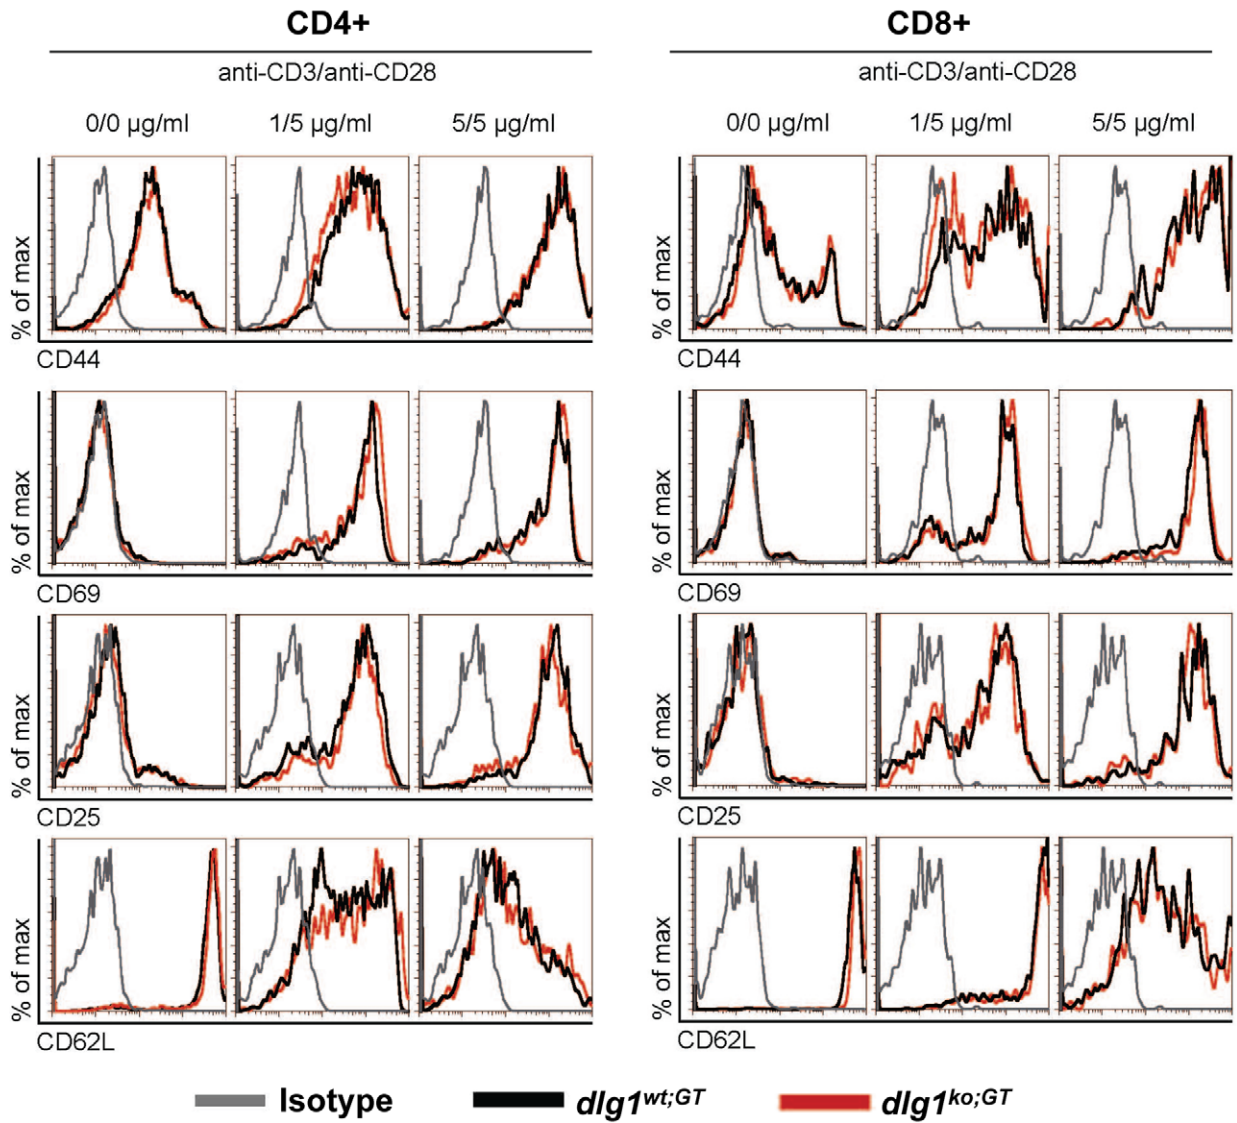 CD4+ CD8+
anti-CD3/anti-CD28 anti-CD3/anti-CD28
0/0 µg/ml 1/5 µg/ml 5/5 µg/ml 0/0 µg/ml 1/5 µg/ml 5/5 µg/ml
% of max % of max
CD44 CD44
% of max % of max
CD69 CD69
% of max % of max
CD25 CD25
% of max % of max
CD62L CD62L
Isotype dlg1wt;GT dlg1ko;GT